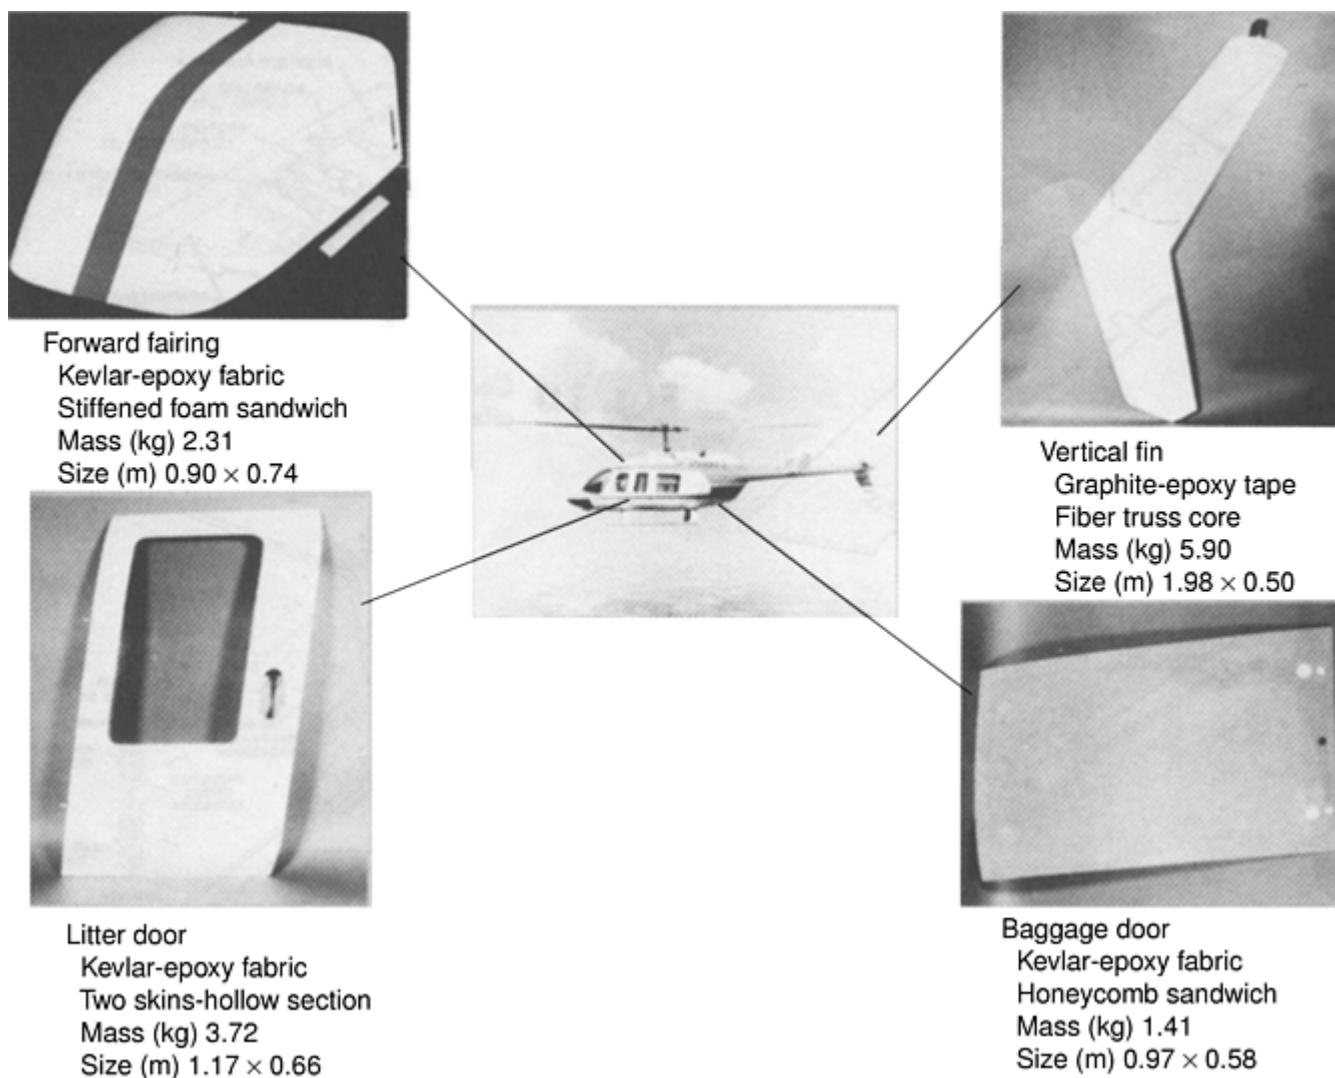 Forward fairing
Kevlar-epoxy fabric
Stiffened foam sandwich
Mass (kg) 2.31
Size (m) 0.90 × 0.74
Vertical fin
Graphite-epoxy tape
Fiber truss core
Mass (kg) 5.90
Size (m) 1.98 × 0.50
Litter door
Kevlar-epoxy fabric
Two skins-hollow section
Mass (kg) 3.72
Size (m) 1.17 × 0.66
Baggage door
Kevlar-epoxy fabric
Honeycomb sandwich
Mass (kg) 1.41
Size (m) 0.97 × 0.58